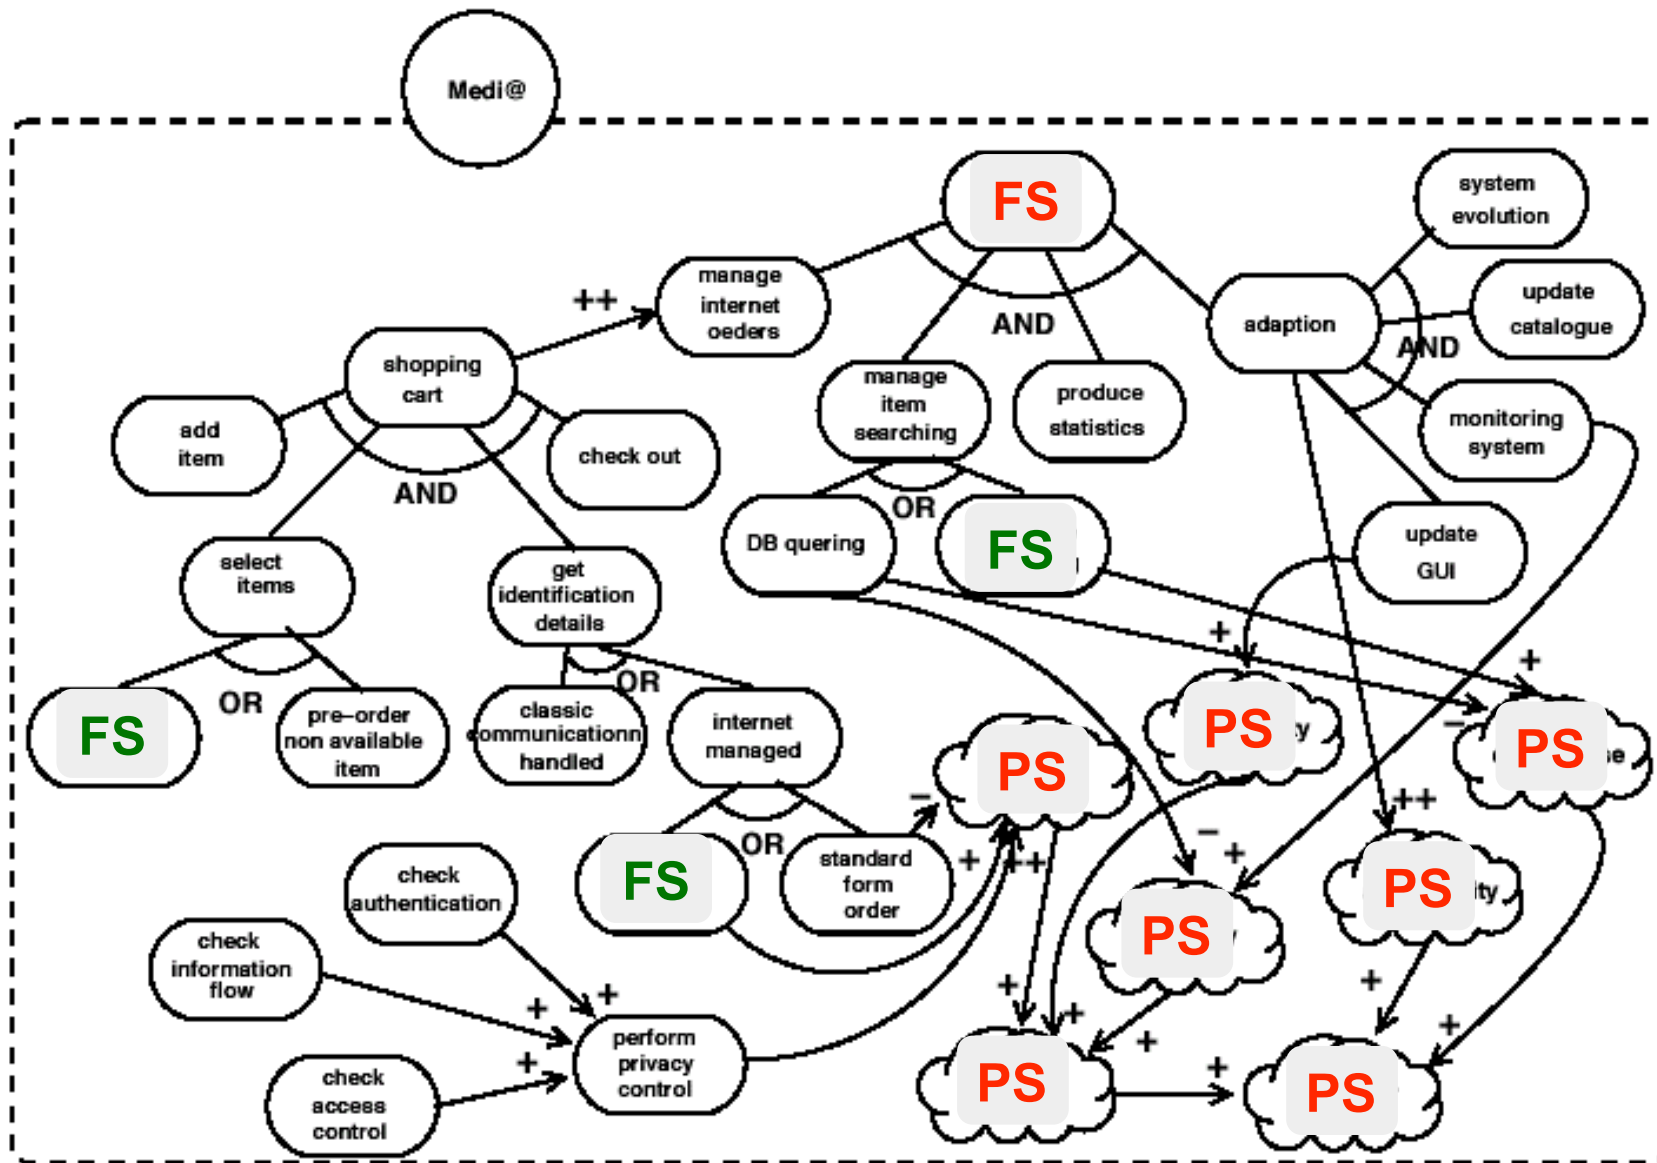 Medi@
FS
system
evolution
manage
internet
oeders
++
AND
adaption
update
catalogue
AND
shopping
cart
add
item
check out
AND
manage
item
searching
produce
statistics
monitoring
system
OR
DB quering
FS
update
GUI
select
items
get
identification
details
+
+
OR
OR
FS
pre-order
non available
item
classic
communicationn
handled
internet
managed
PS
PS
ty
–
PS
se
–
++
OR
FS
standard
form
order
+
++
–
+
PS
ity
check
authentication
PS
check
information
flow
+
+
+
+
+
+
+
perform
privacy
control
+
check
access
control
PS
+
PS